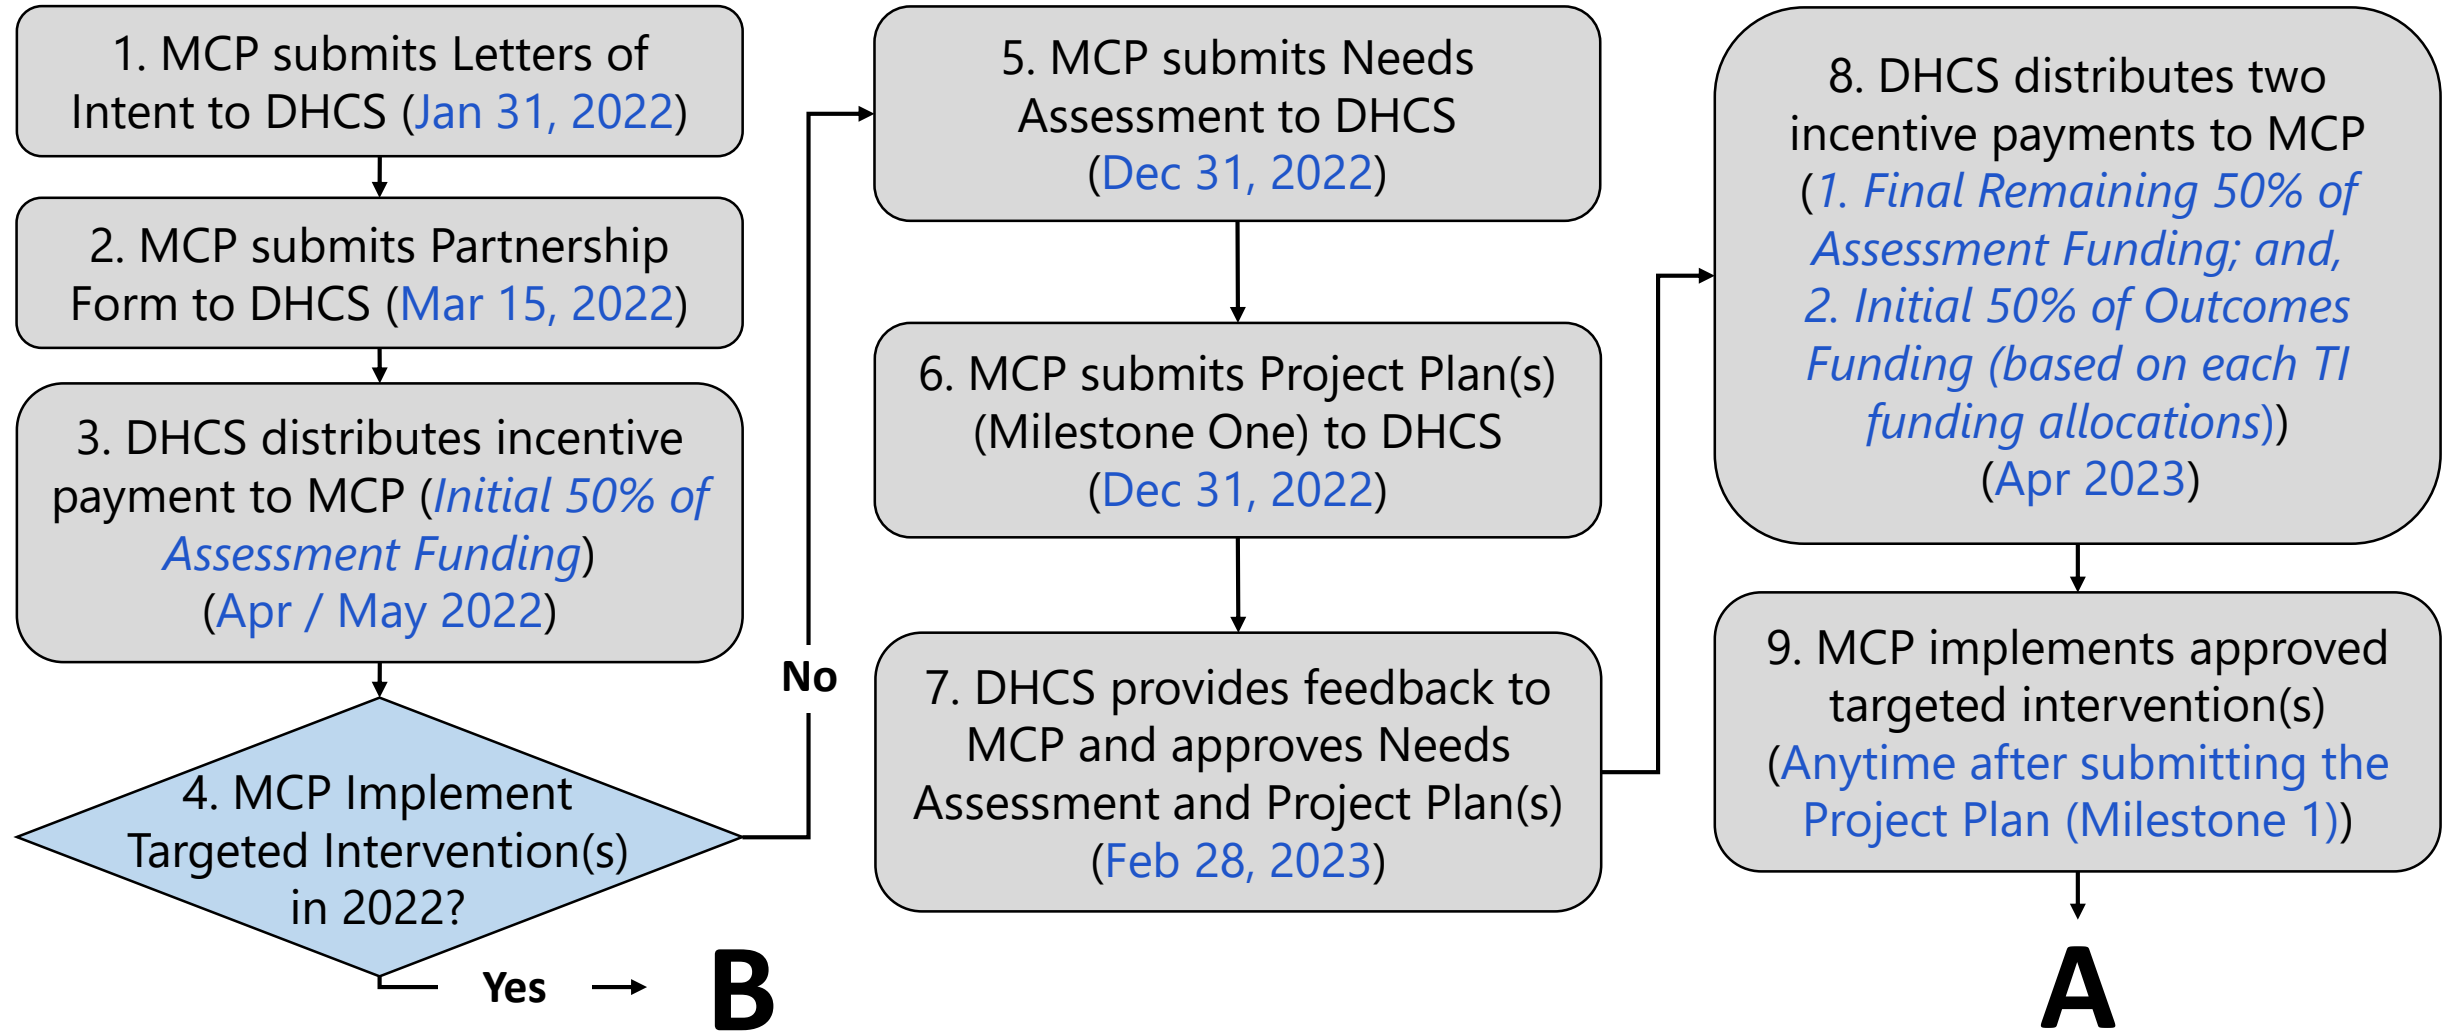 1. MCP submits Letters of
Intent to DHCS (Jan 31, 2022)
2. MCP submits Partnership
Form to DHCS (Mar 15, 2022)
3. DHCS distributes incentive
payment to MCP (Initial 50% of
Assessment Funding)
(Apr / May 2022)
4. MCP Implement
Targeted Intervention(s)
in 2022?
Yes
B
No
5. MCP submits Needs
Assessment to DHCS
(Dec 31, 2022)
6. MCP submits Project Plan(s)
(Milestone One) to DHCS
(Dec 31, 2022)
7. DHCS provides feedback to
MCP and approves Needs
Assessment and Project Plan(s)
(Feb 28, 2023)
8. DHCS distributes two
incentive payments to MCP
(1. Final Remaining 50% of
Assessment Funding; and,
2. Initial 50% of Outcomes
Funding (based on each TI
funding allocations))
(Apr 2023)
9. MCP implements approved
targeted intervention(s)
(Anytime after submitting the
Project Plan (Milestone 1))
A